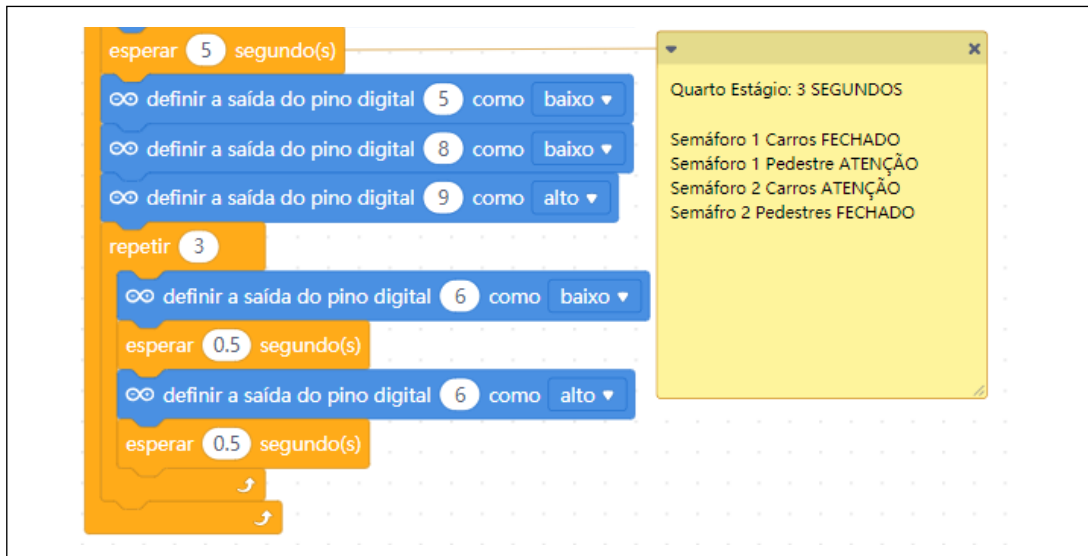 esperar 5 segundo(s)
definir a saída do pino digital 5 como baixo
definir a saída do pino digital 8 como baixo
definir a saída do pino digital 9 como alto
repetir 3
definir a saída do pino digital 6 como baixo
esperar 0.5 segundo(s)
definir a saída do pino digital 6 como alto
esperar 0.5 segundo(s)
Quarto Estágio: 3 SEGUNDOS
Semáforo 1 Carros FECHADO
Semáforo 1 Pedestre ATENÇÃO
Semáforo 2 Carros ATENÇÃO
Semáfro 2 Pedestres FECHADO